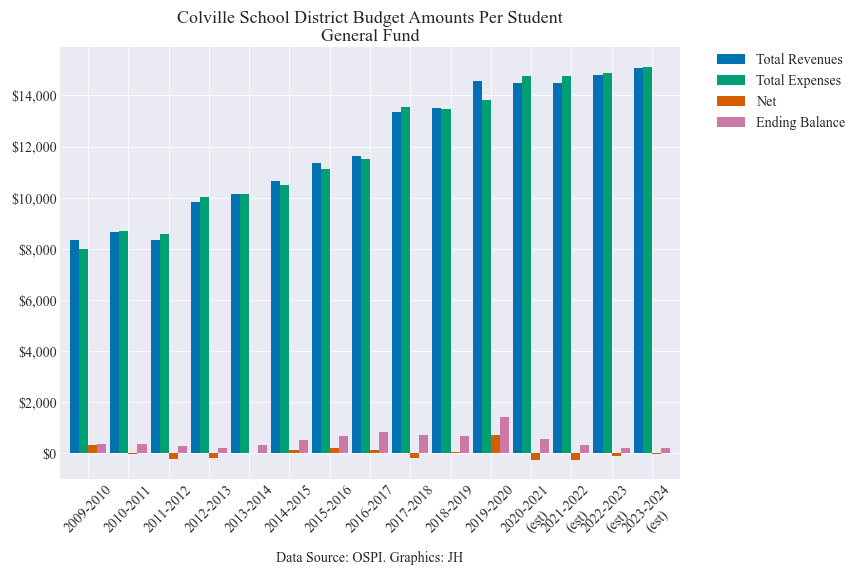 Colville School District Budget Amounts Per Student
General Fund
Total Revenues
Total Expenses
Net
Ending Balance
$14,000
$12,000
$10,000
$8,000
$6,000
$4,000
$2,000
$0
2009-2010
2010-2011
2011-2012
2012-2013
2013-2014
2014-2015
2015-2016
2016-2017
2017-2018
2018-2019
2019-2020
2020-2021
(est)
2021-2022
(est)
2022-2023
(est)
2023-2024
(est)
Data Source: OSPI. Graphics: JH